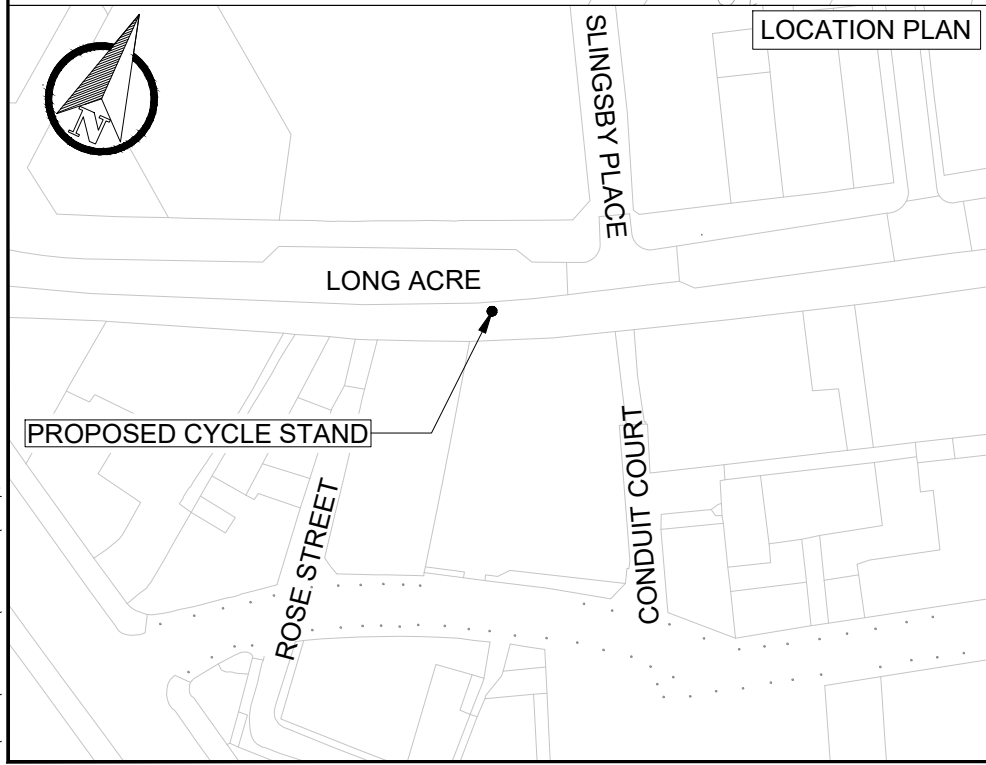 LOCATION PLAN
N
SLINGSBY PLACE
LONG ACRE
PROPOSED CYCLE STAND
CONDUIT COURT
ROSE STREET